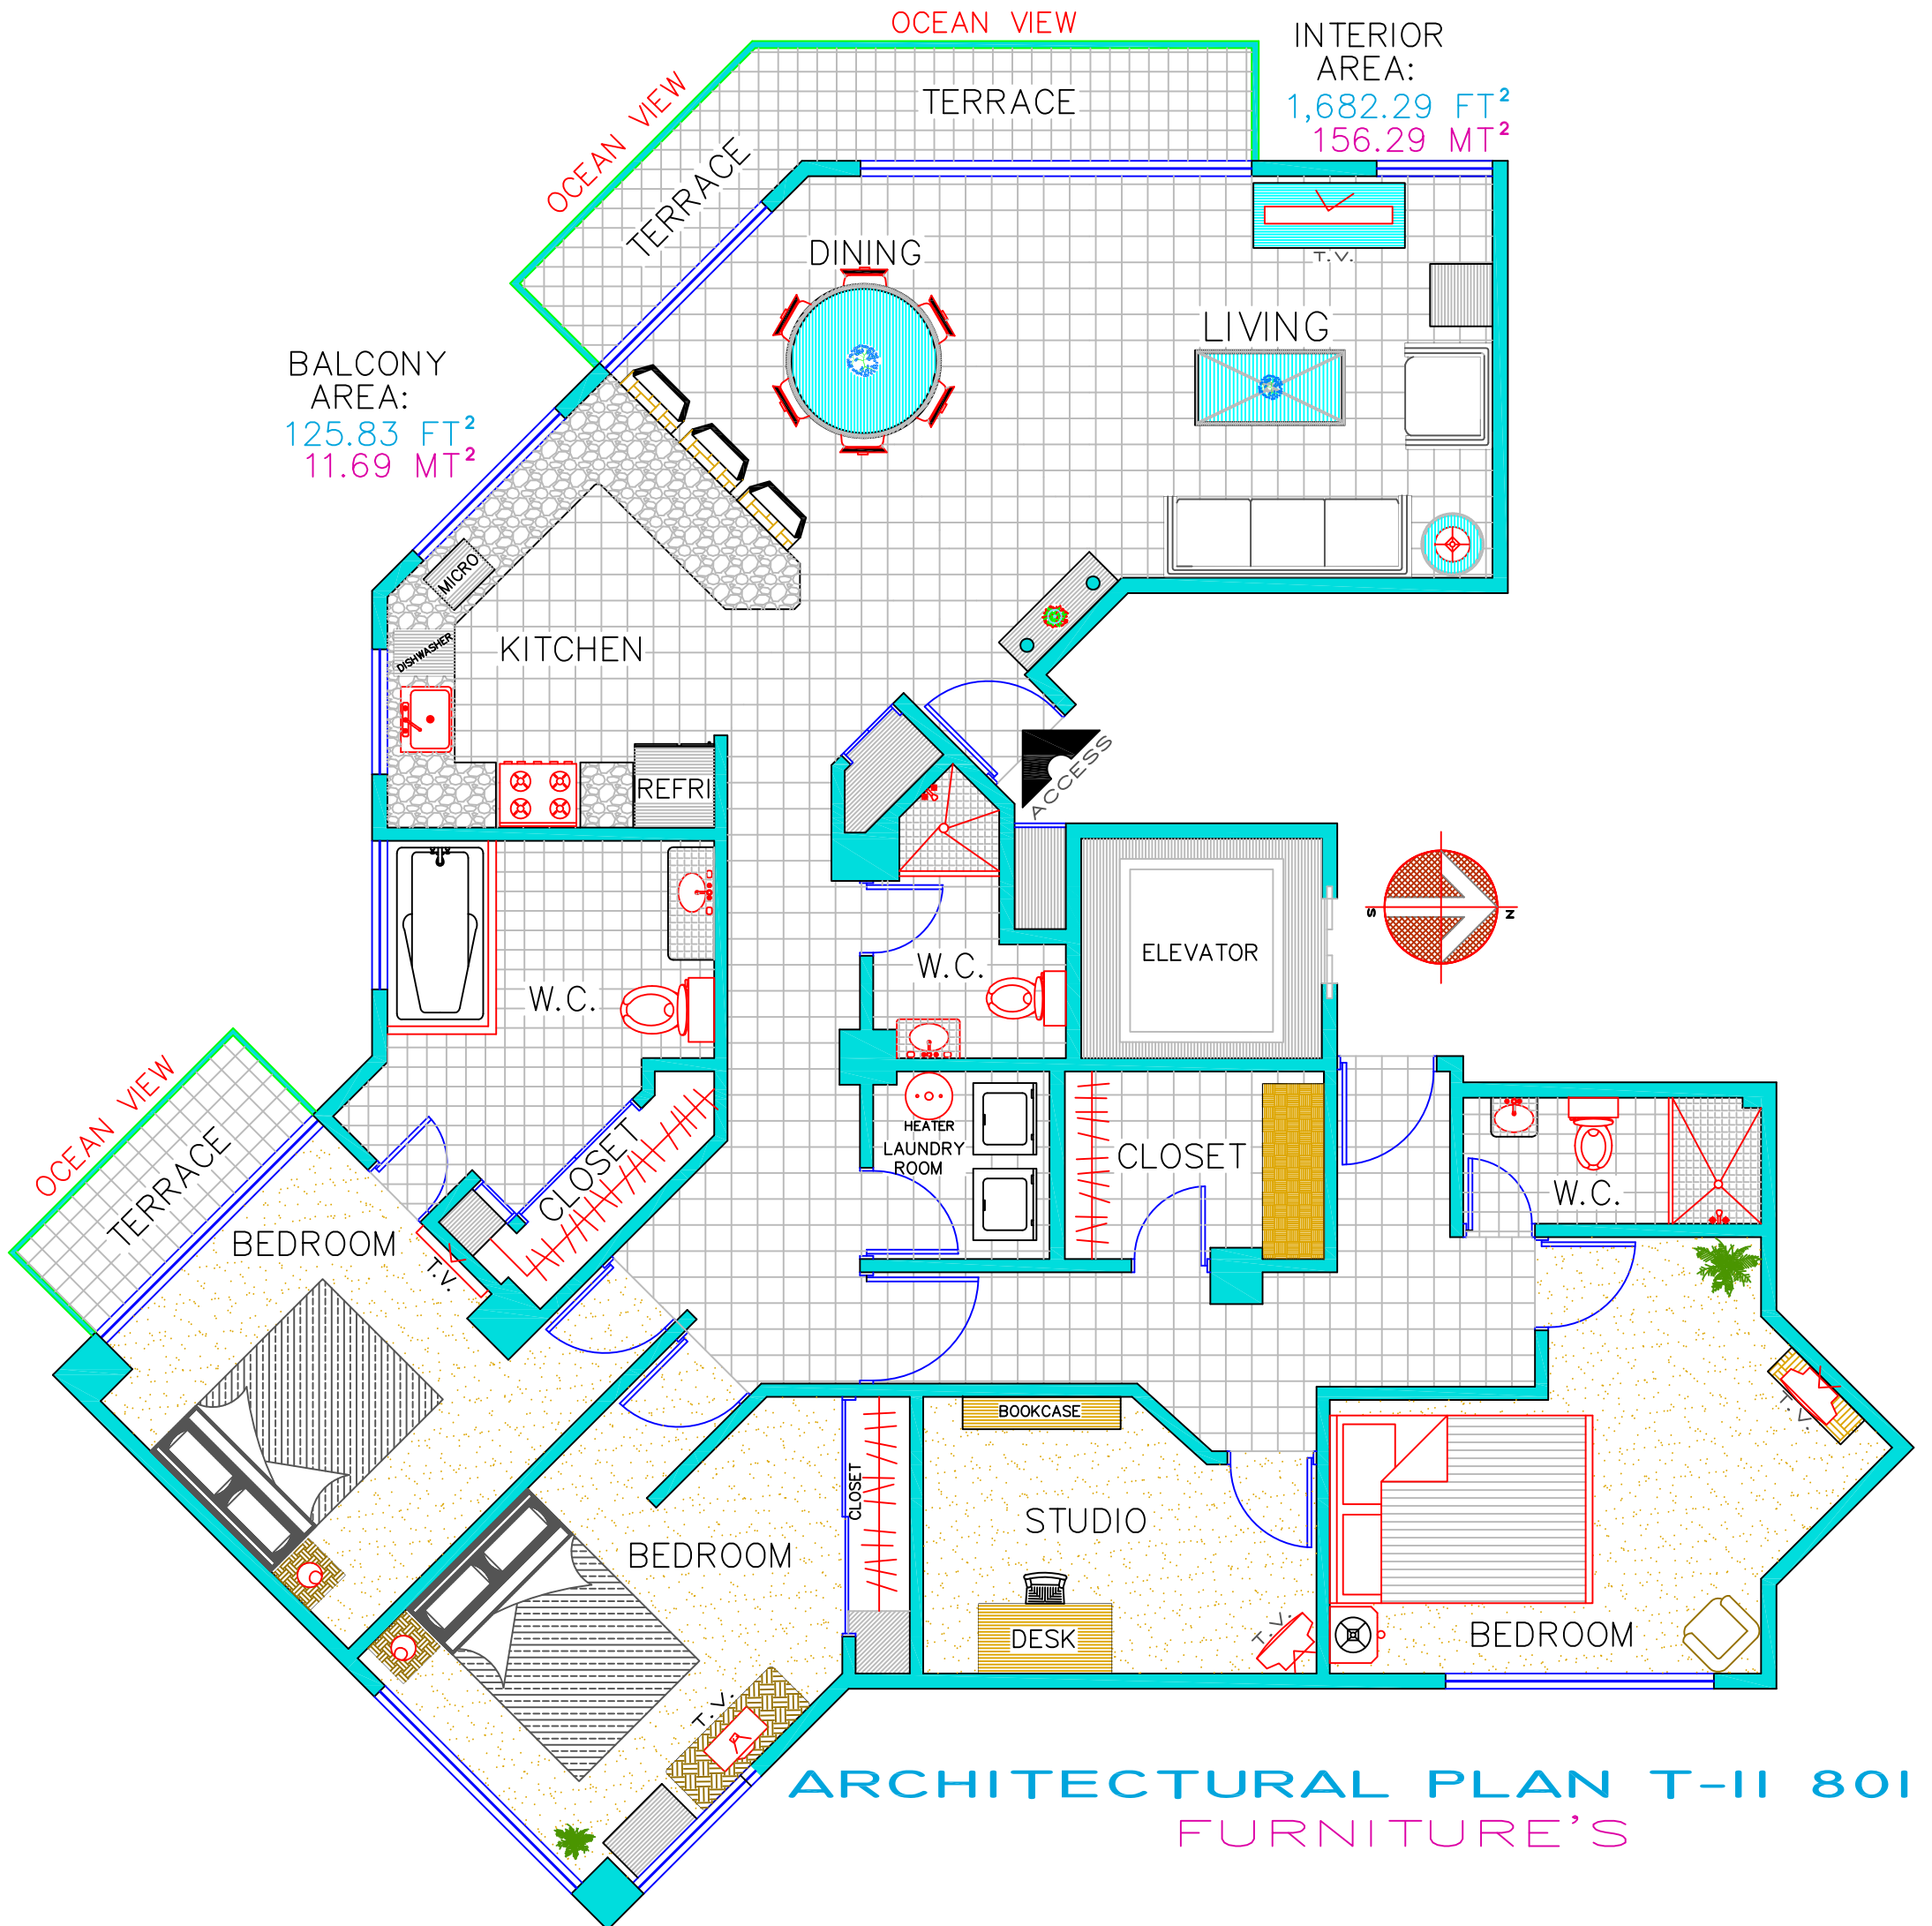 OCEAN VIEW
INTERIOR
AREA:
1,682.29 FT²
156.29 MT²
TERRACE
OCEAN VIEW
TERRACE
DINING
T.V.
LIVING
BALCONY
AREA:
125.83 FT²
11.69 MT²
MICRO
DISHWASHER
KITCHEN
REFRI
ACCESS
ELEVATOR
S
N
W.C.
W.C.
OCEAN VIEW
TERRACE
HEATER
LAUNDRY
ROOM
CLOSET
CLOSET
W.C.
BEDROOM
T.V.
T.V.
BOOKCASE
CLOSET
STUDIO
BEDROOM
DESK
T.V.
BEDROOM
T.V.
ARCHITECTURAL PLAN T-II 801
FURNITURE'S